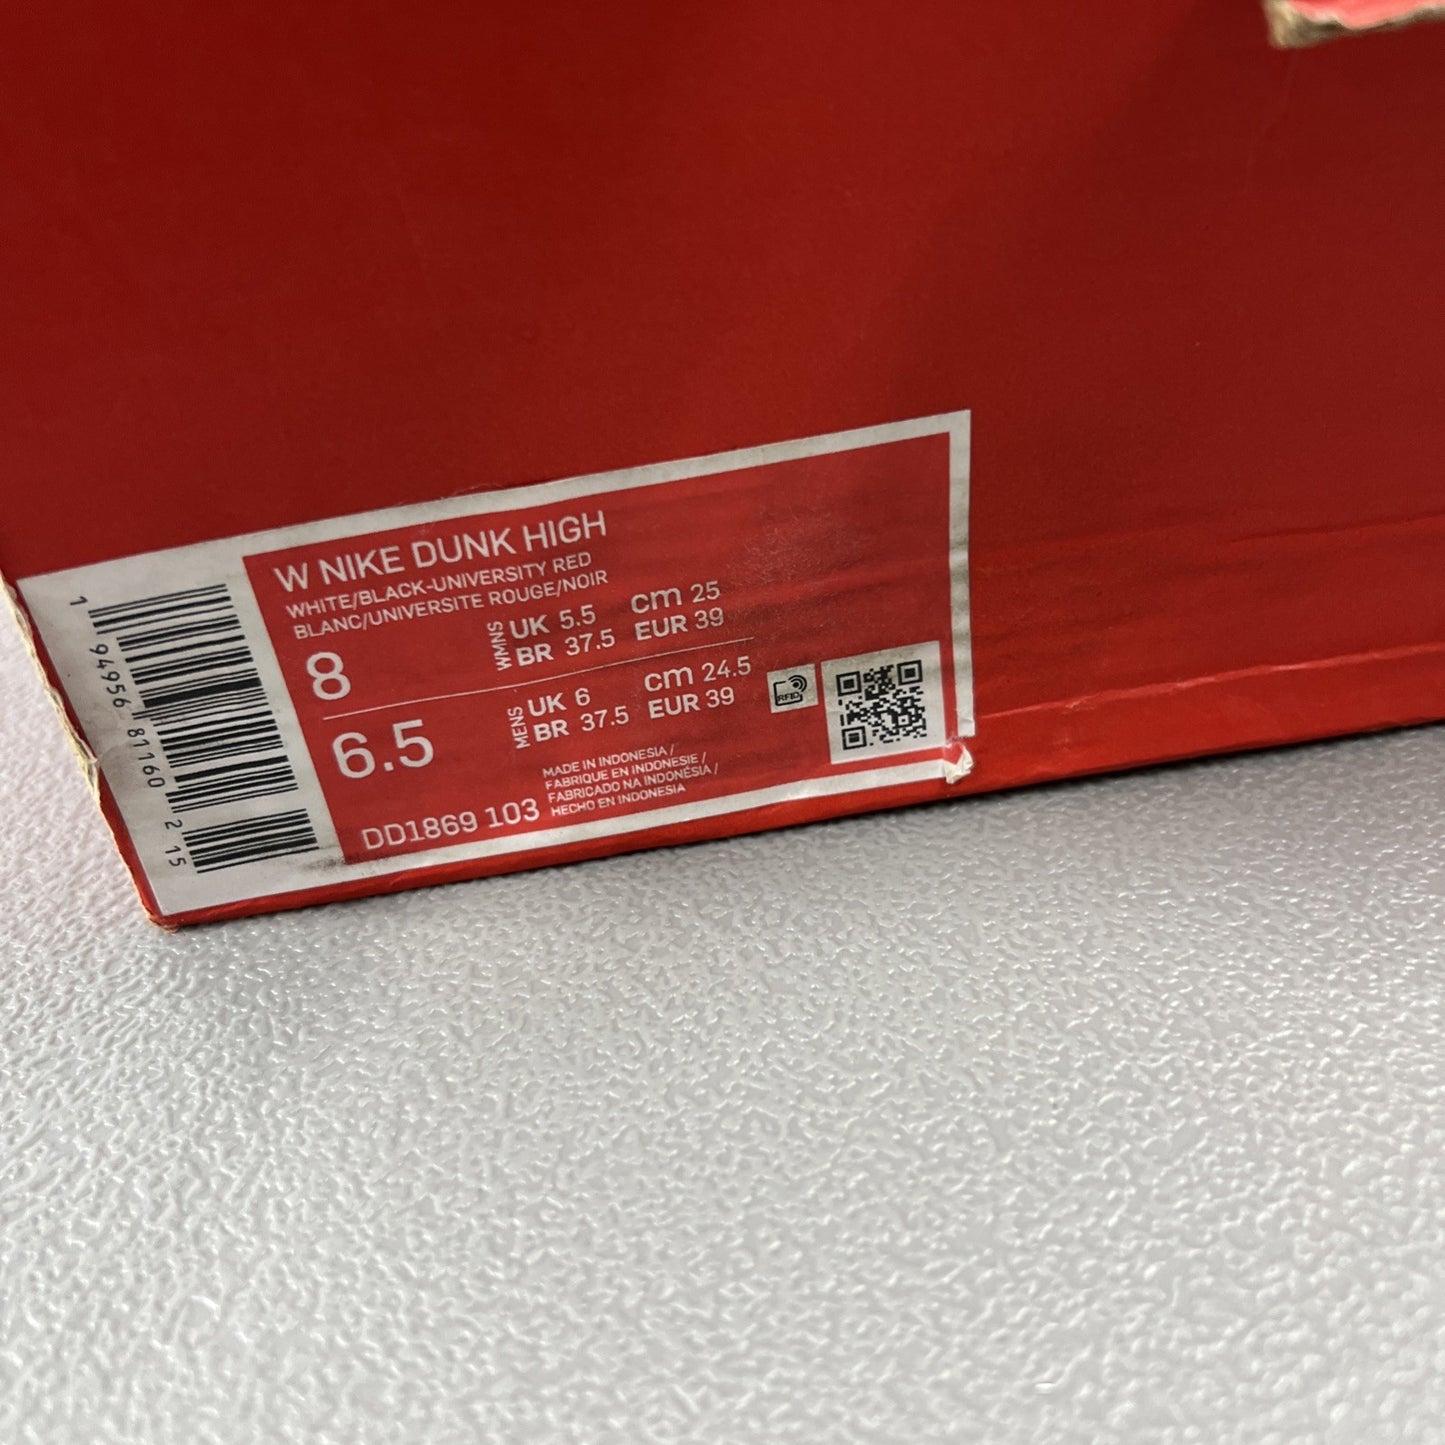 W NIKE DUNK HIGH
WHITE/BLACK-UNIVERSITY RED
BLANC/UNIVERSITE ROUGE/NOIR
8
WMNS
UK 5.5 cm 25
BR 37.5 EUR 39
6.5
MENS
UK 6 cm 24.5
BR 37.5 EUR 39
RFID
DD1869 103
MADE IN INDONESIA /
FABRIQUE EN INDONESIE /
FABRICADO NA INDONÉSIA /
HECHO EN INDONESIA
1 94956 81160 2 15